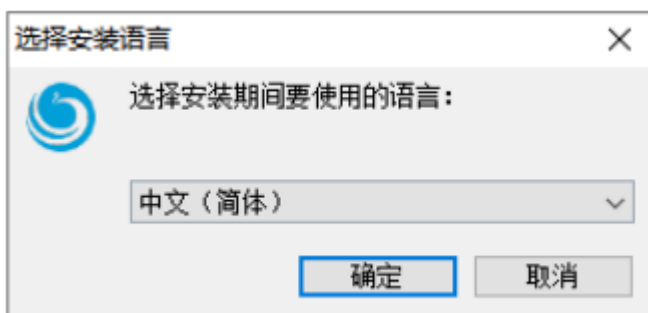 选择安装语言
选择安装期间要使用的语言：
中文（简体）
确定
取消